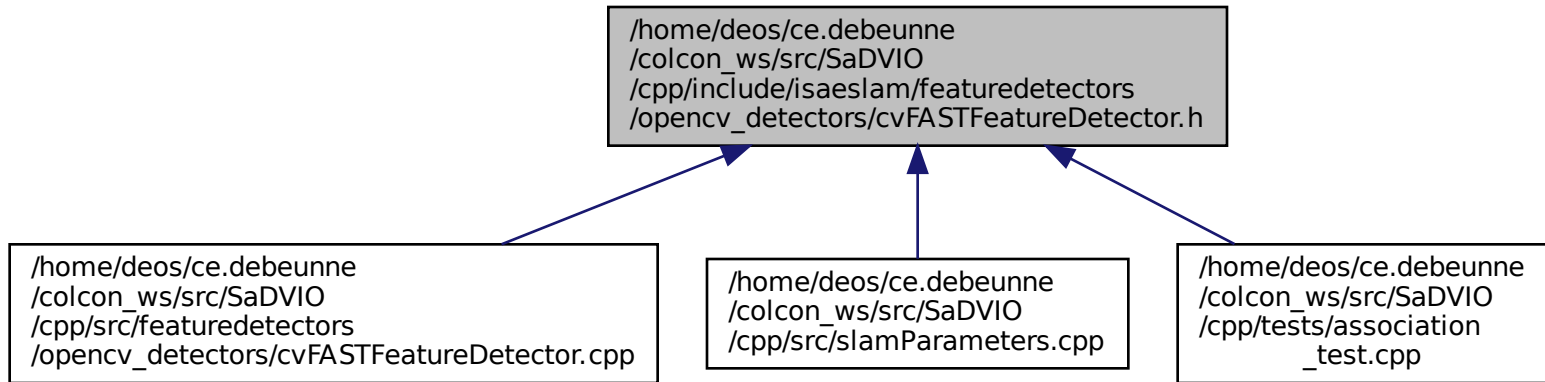 /home/deos/ce.debeunne
/colcon_ws/src/SaDVIO
/cpp/include/isaeslam/featuredetectors
/opencv_detectors/cvFASTFeatureDetector.h
/home/deos/ce.debeunne
/colcon_ws/src/SaDVIO
/cpp/src/featuredetectors
/opencv_detectors/cvFASTFeatureDetector.cpp
/home/deos/ce.debeunne
/colcon_ws/src/SaDVIO
/cpp/src/slamParameters.cpp
/home/deos/ce.debeunne
/colcon_ws/src/SaDVIO
/cpp/tests/association
_test.cpp